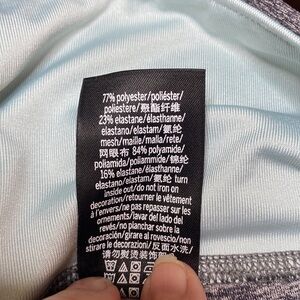 77% polyester/poliéster/
poliestere/聚酯纤维
23% elastane/élasthanne/
elastano/elastam/氨纶
mesh/maille/malla/rete/
网眼布 84% polyamide/
poliamida/poliammide/锦纶
16% elastane/élasthanne/
elastano/elastam/氨纶 turn
inside out/do not iron on
decoration/retourner le vêtement
à l'envers/ne pas repasser sur les
ornements/lavar del lado del
revés/no planchar sobre la
decoración/girare al rovescio/non
stirare le decorazioni/反面水洗/
请勿熨烫装饰